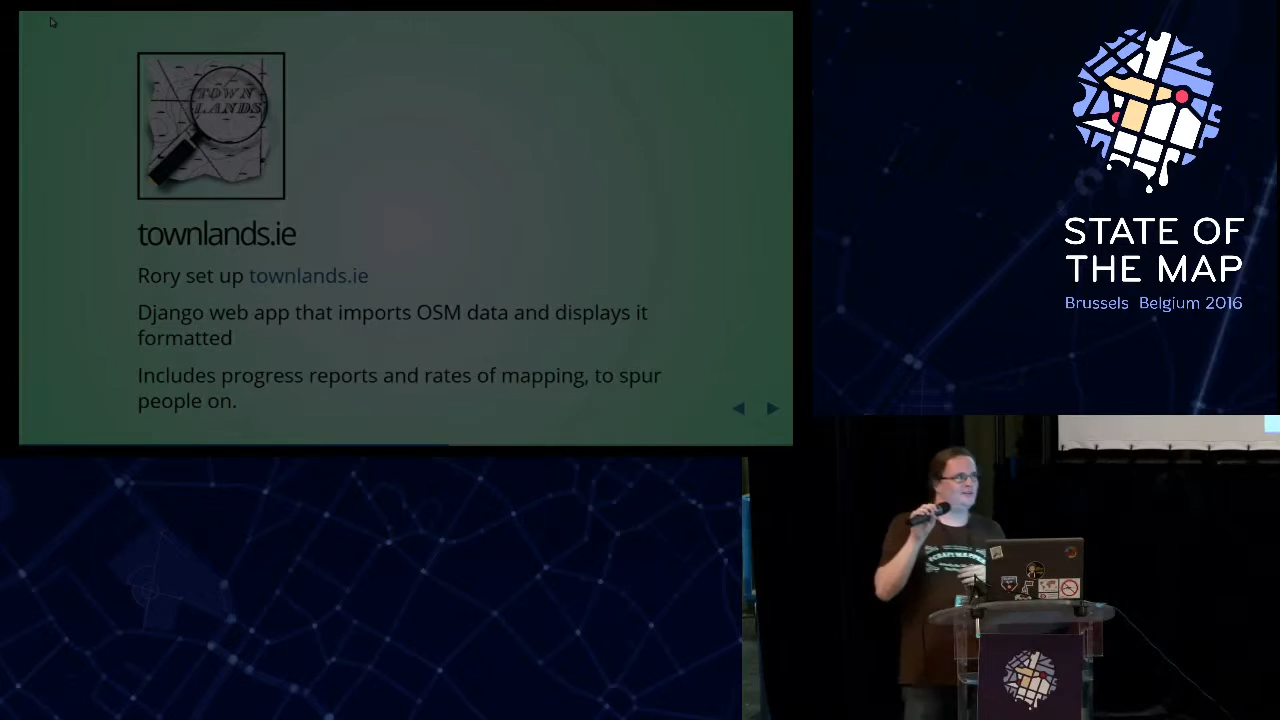 TOWN
LANDS
townlands.ie
Rory set up townlands.ie
Django web app that imports OSM data and displays it
formatted
Includes progress reports and rates of mapping, to spur
people on.
STATE OF
THE MAP
Brussels Belgium 2016